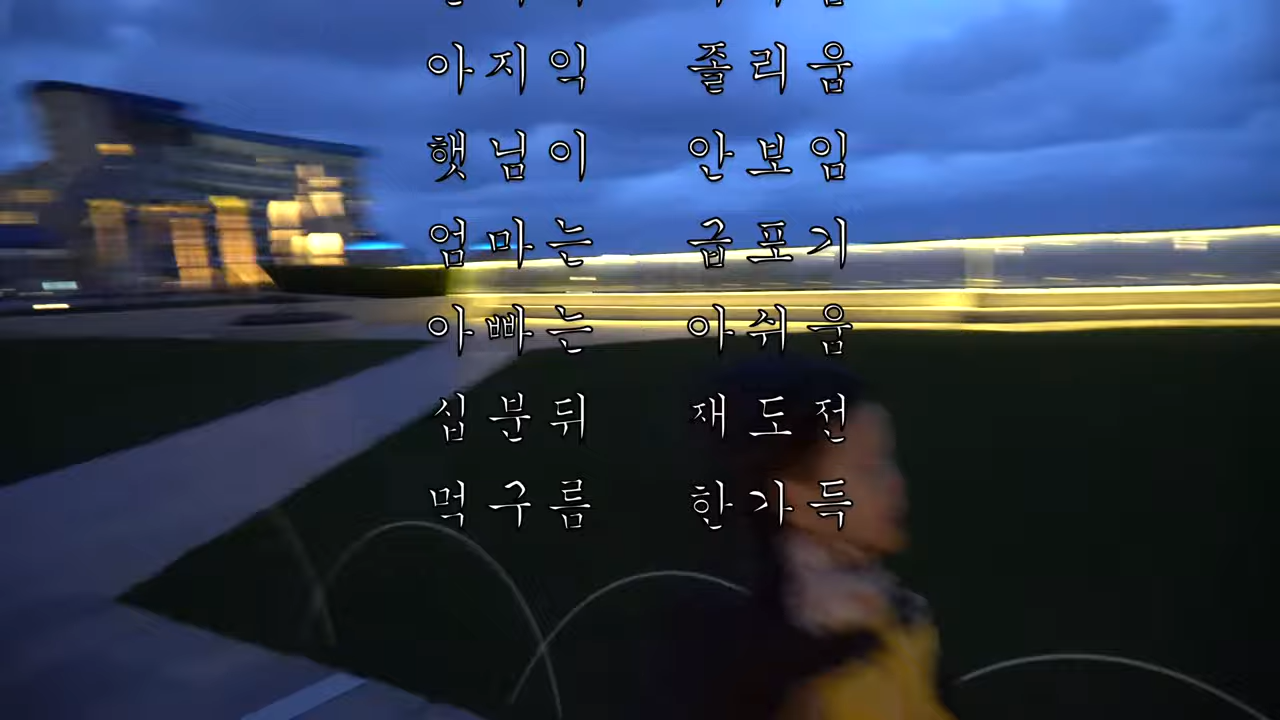 아지익 졸리움
햇님이 안보임
엄마는 급포기
아빠는 아쉬움
십분뒤 재도전
먹구름 한가득